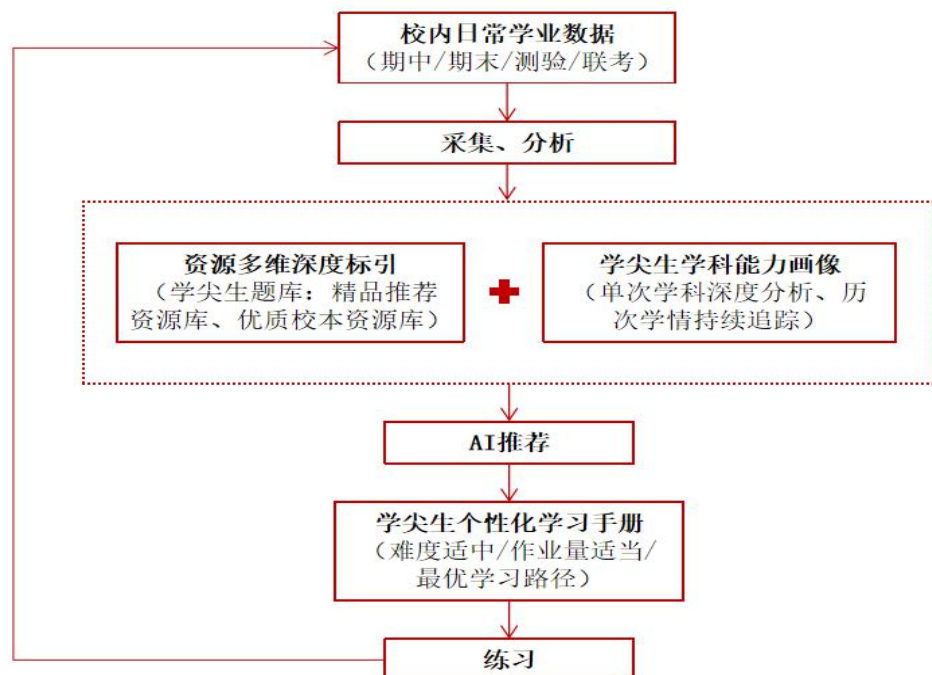 校内日常学业数据
（期中/期末/测验/联考）
采集、分析
资源多维深度标引
（学尖生题库：精品推荐
资源库、优质校本资源库）
学尖生学科能力画像
（单次学科深度分析、历
次学情持续追踪）
AI推荐
学尖生个性化学习手册
（难度适中/作业量适当/
最优学习路径）
练习